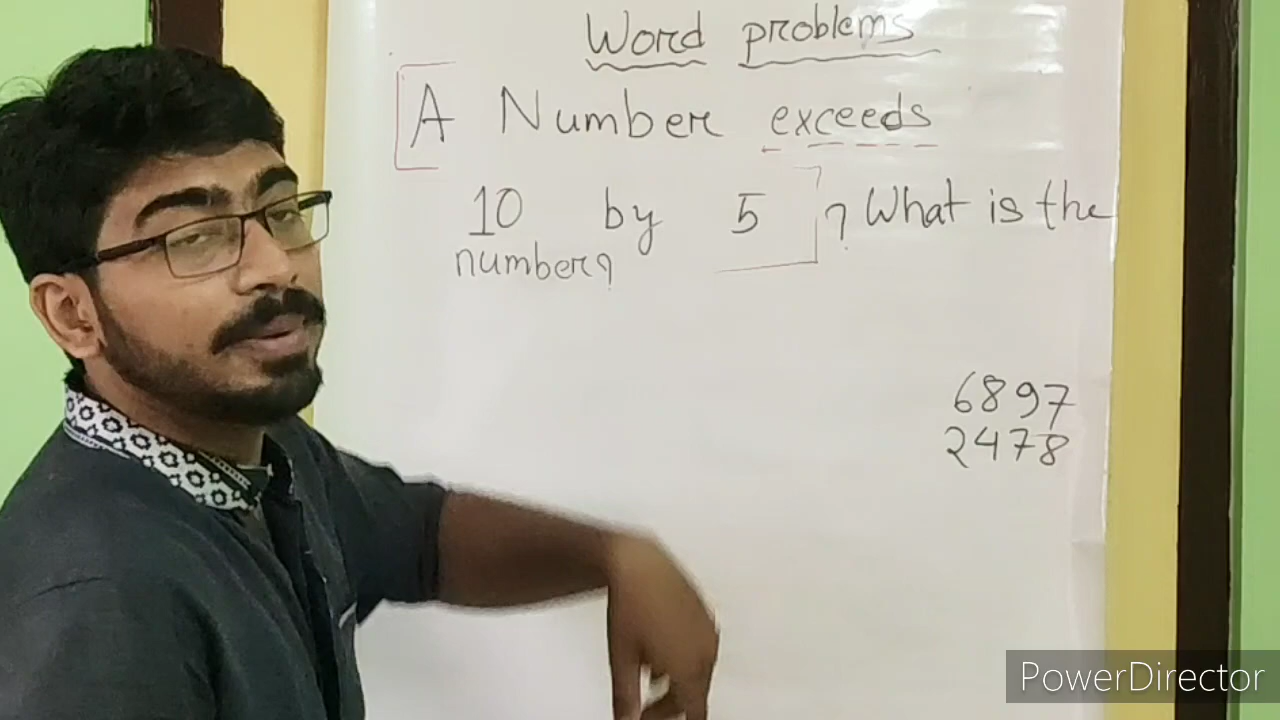 Word problems
A Number exceeds
10 by 5 ? What is the
number?
6897
2478
PowerDirector